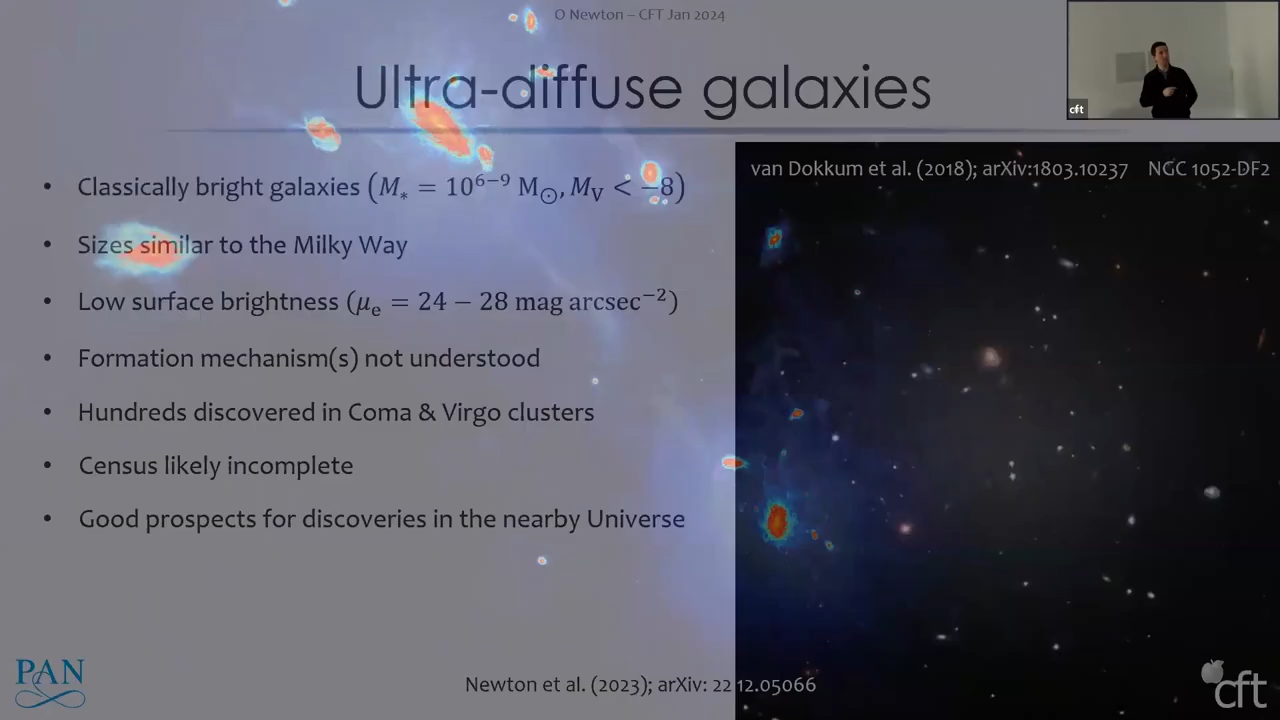 O Newton – CFT Jan 2024
Ultra-diffuse galaxies
van Dokkum et al. (2018); arXiv:1803.10237 NGC 1052-DF2
• Classically bright galaxies (M* = 10⁶⁻⁹ M☉, M_V < −8)
• Sizes similar to the Milky Way
• Low surface brightness (μₑ = 24 − 28 mag arcsec⁻²)
• Formation mechanism(s) not understood
• Hundreds discovered in Coma & Virgo clusters
• Census likely incomplete
• Good prospects for discoveries in the nearby Universe
Newton et al. (2023); arXiv: 2212.05066
PAN
cft
cft